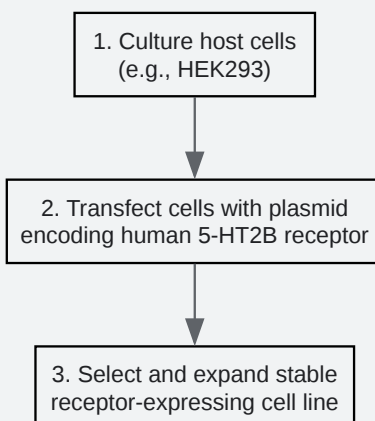 1. Culture host cells
(e.g., HEK293)
2. Transfect cells with plasmid
encoding human 5-HT2B receptor
3. Select and expand stable
receptor-expressing cell line